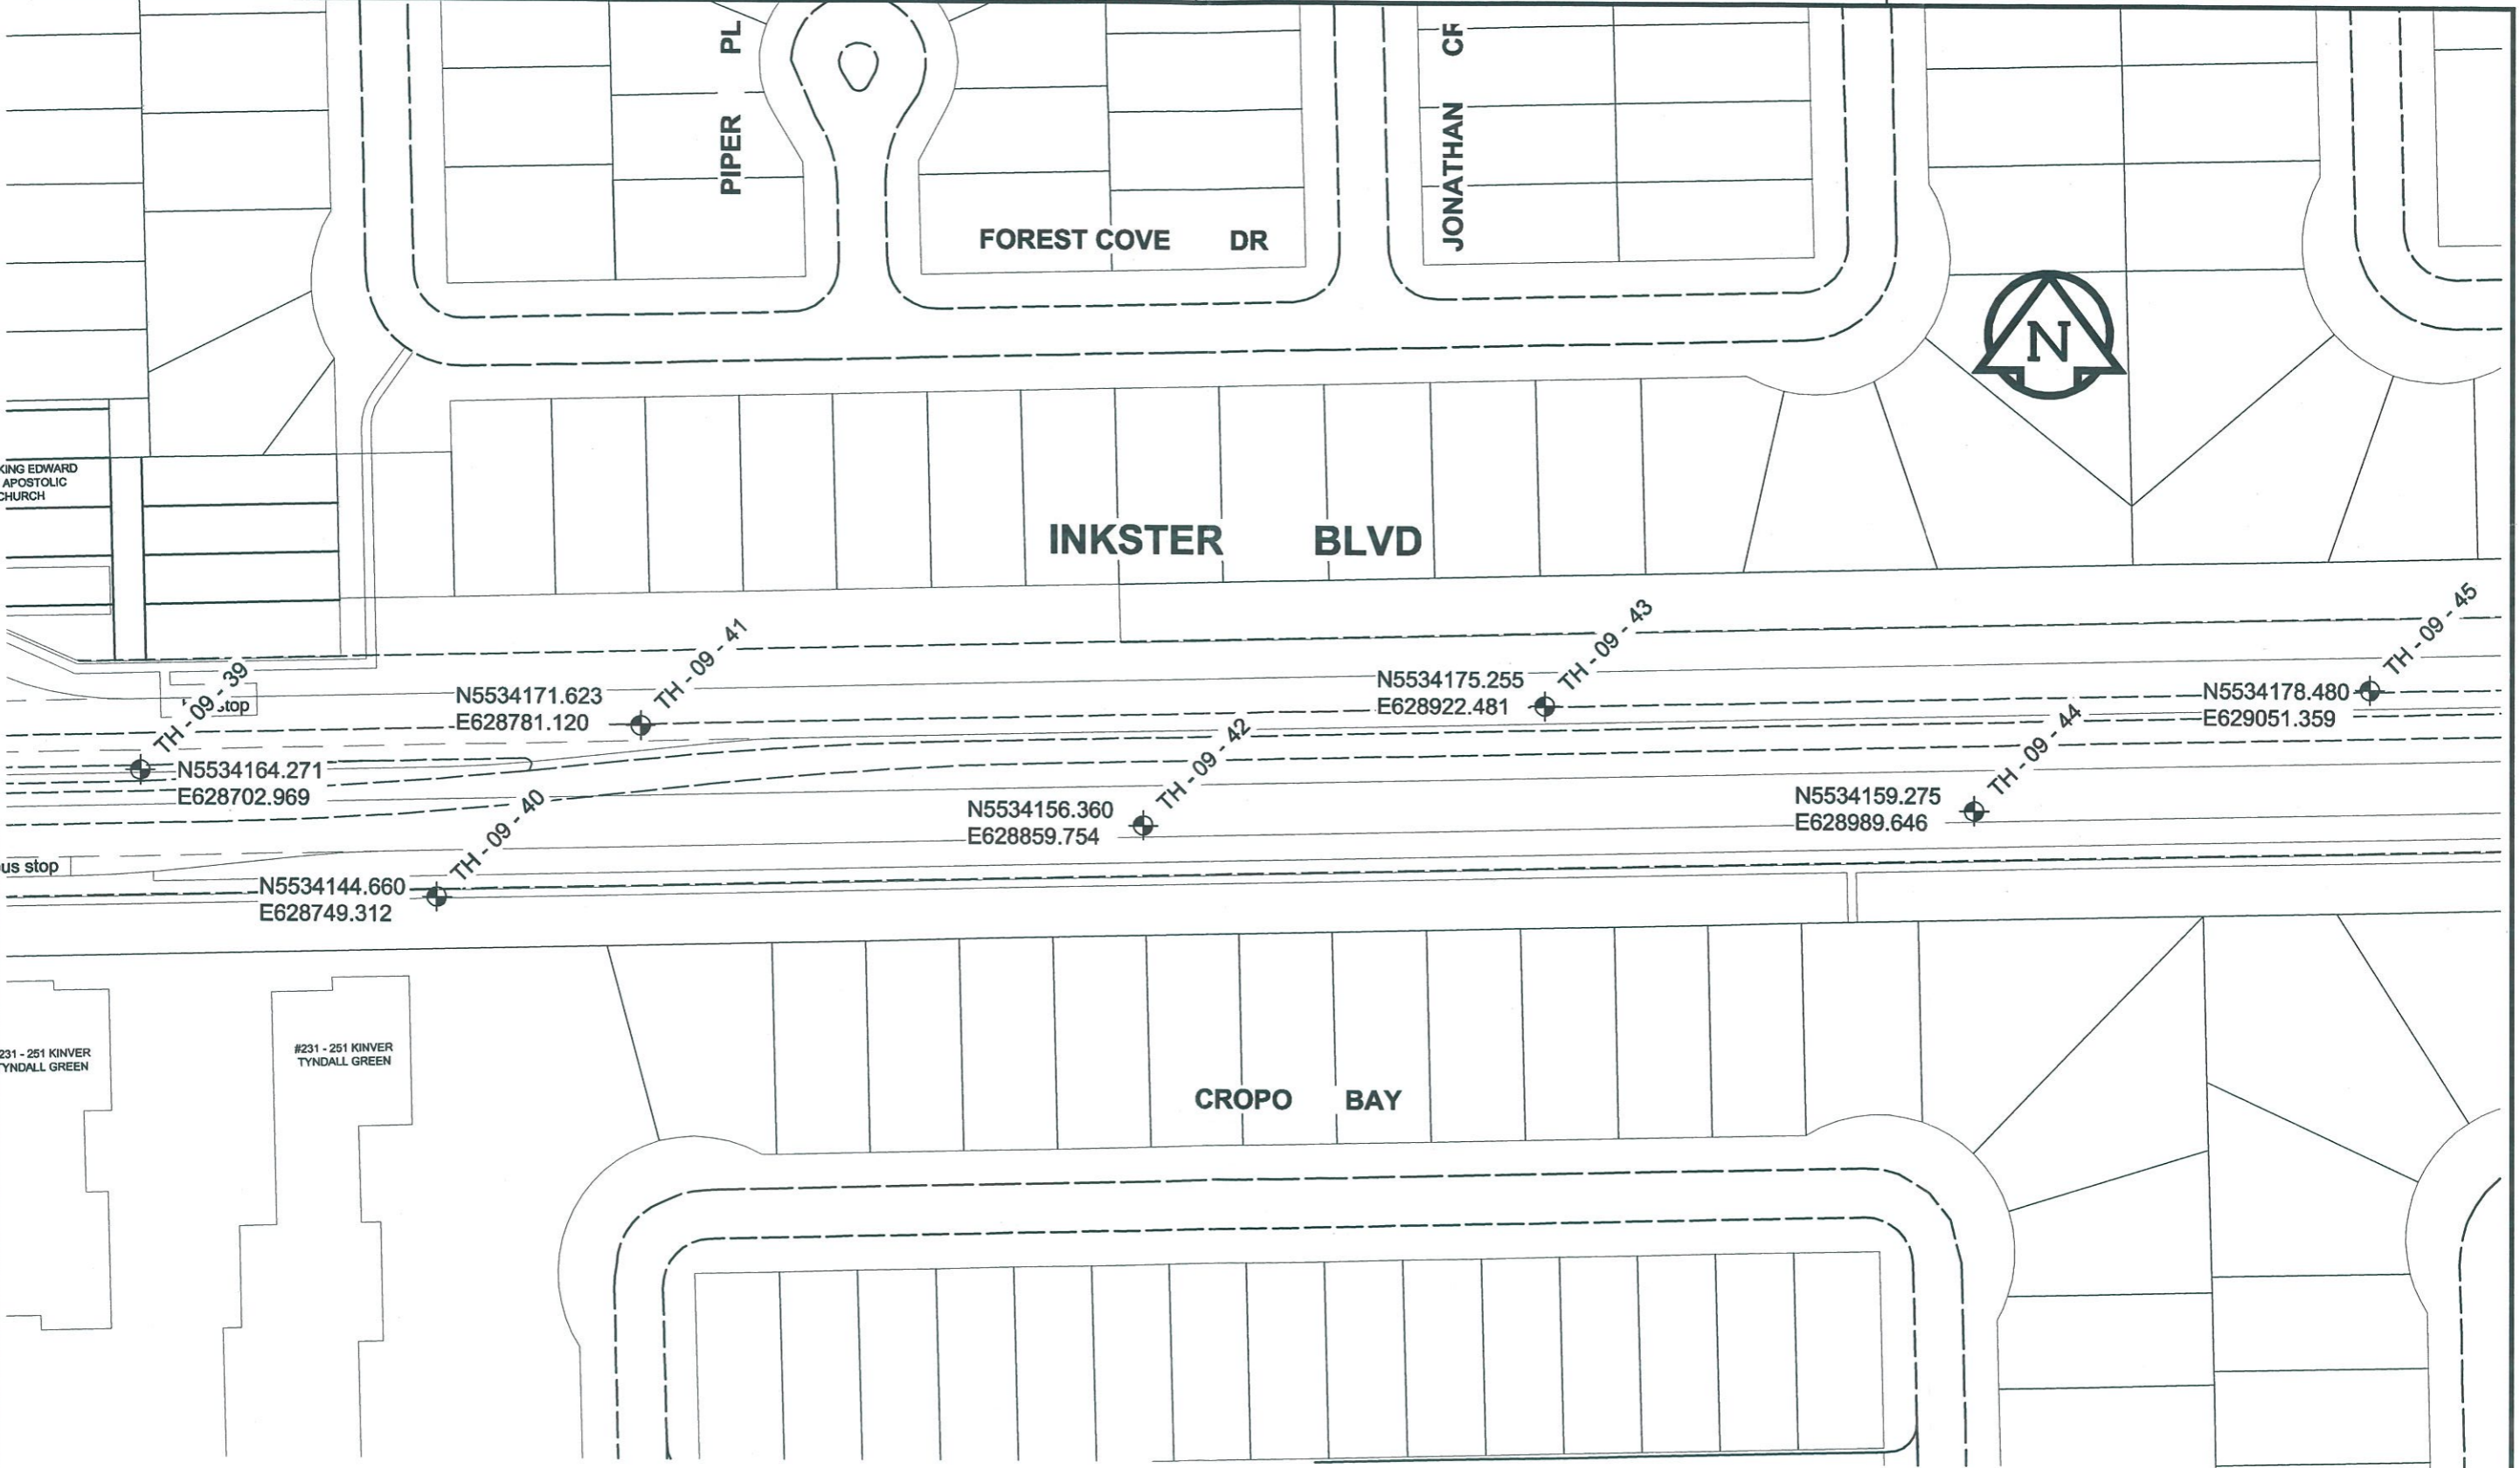 PIPER PL
JONATHAN CR
FOREST COVE DR
N
KING EDWARD
APOSTOLIC
CHURCH
INKSTER BLVD
TH - 09 - 39
stop
N5534164.271
E628702.969
TH - 09 - 41
N5534171.623
E628781.120
TH - 09 - 43
N5534175.255
E628922.481
TH - 09 - 45
N5534178.480
E629051.359
TH - 09 - 40
N5534144.660
E628749.312
TH - 09 - 42
N5534156.360
E628859.754
TH - 09 - 44
N5534159.275
E628989.646
us stop
231 - 251 KINVER
TYNDALL GREEN
#231 - 251 KINVER
TYNDALL GREEN
CROPO BAY